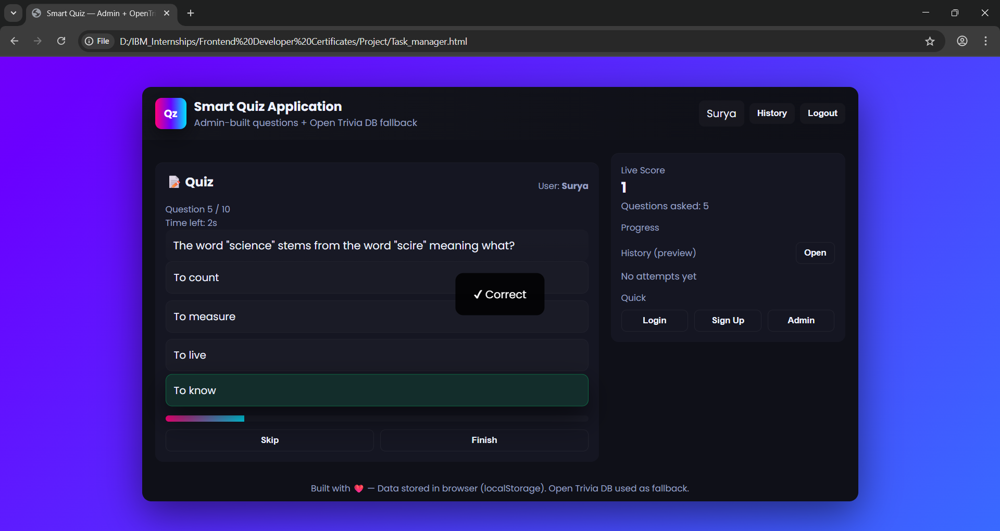 Smart Quiz — Admin + OpenTri
File
D:/IBM_Internships/Frontend%20Developer%20Certificates/Project/Task_manager.html
Qz
Smart Quiz Application
Admin-built questions + Open Trivia DB fallback
Surya
History
Logout
📝 Quiz
User: Surya
Question 5 / 10
Time left: 2s
The word "science" stems from the word "scire" meaning what?
To count
✓ Correct
To measure
To live
To know
Skip
Finish
Live Score
1
Questions asked: 5
Progress
History (preview)
Open
No attempts yet
Quick
Login
Sign Up
Admin
Built with ❤️ — Data stored in browser (localStorage). Open Trivia DB used as fallback.